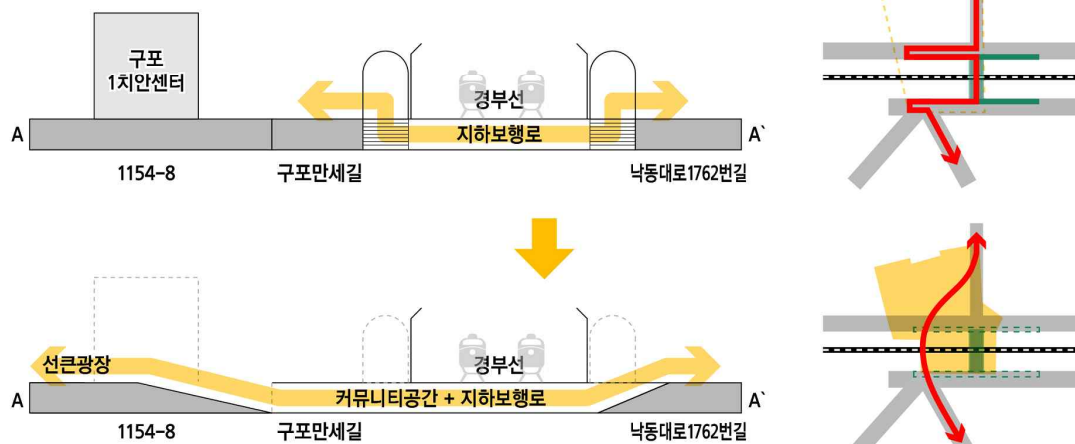 구포
1치안센터
경부선
지하보행로
A
A`
1154-8
구포만세길
낙동대로1762번길
선큰광장
경부선
커뮤니티공간 + 지하보행로
A
A`
1154-8
구포만세길
낙동대로1762번길